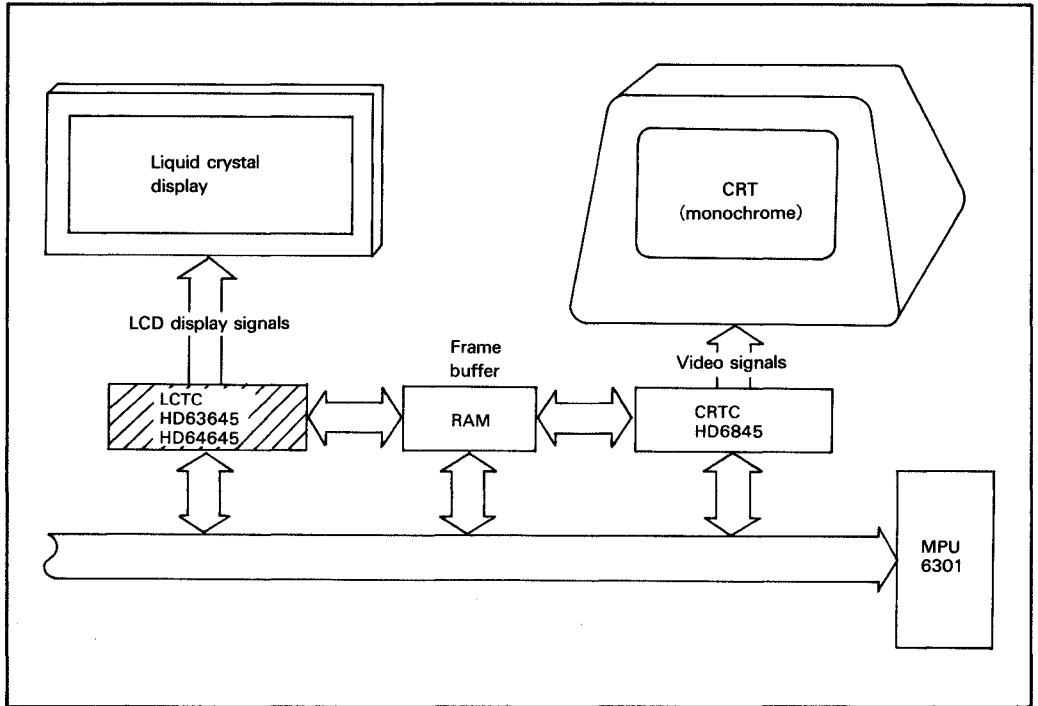 Liquid crystal
display
CRT
(monochrome)
LCD display signals
Frame
buffer
Video signals
LCTC
HD63645
HD64645
RAM
CRTC
HD6845
MPU
6301